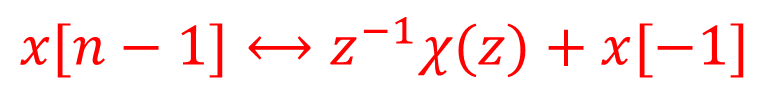 x[n − 1] ⟷ z⁻¹χ(z) + x[−1]